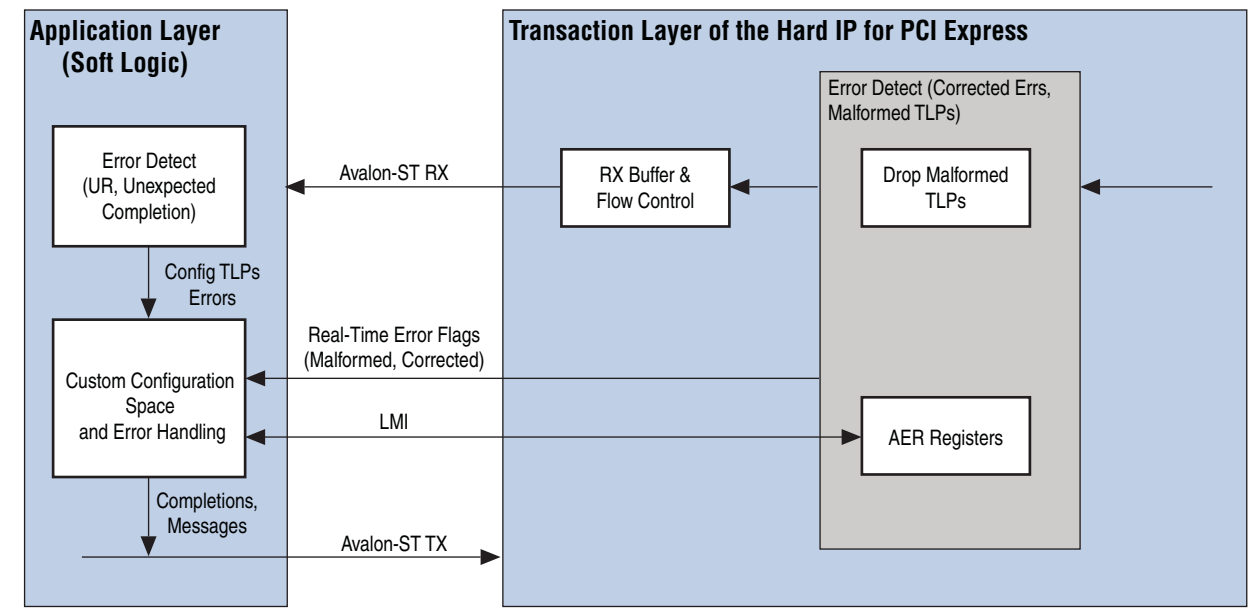 Application Layer
(Soft Logic)
Transaction Layer of the Hard IP for PCI Express
Error Detect (Corrected Errs,
Malformed TLPs)
Error Detect
(UR, Unexpected
Completion)
Avalon-ST RX
RX Buffer &
Flow Control
Drop Malformed
TLPs
Config TLPs
Errors
Real-Time Error Flags
(Malformed, Corrected)
Custom Configuration
Space
and Error Handling
LMI
AER Registers
Completions,
Messages
Avalon-ST TX